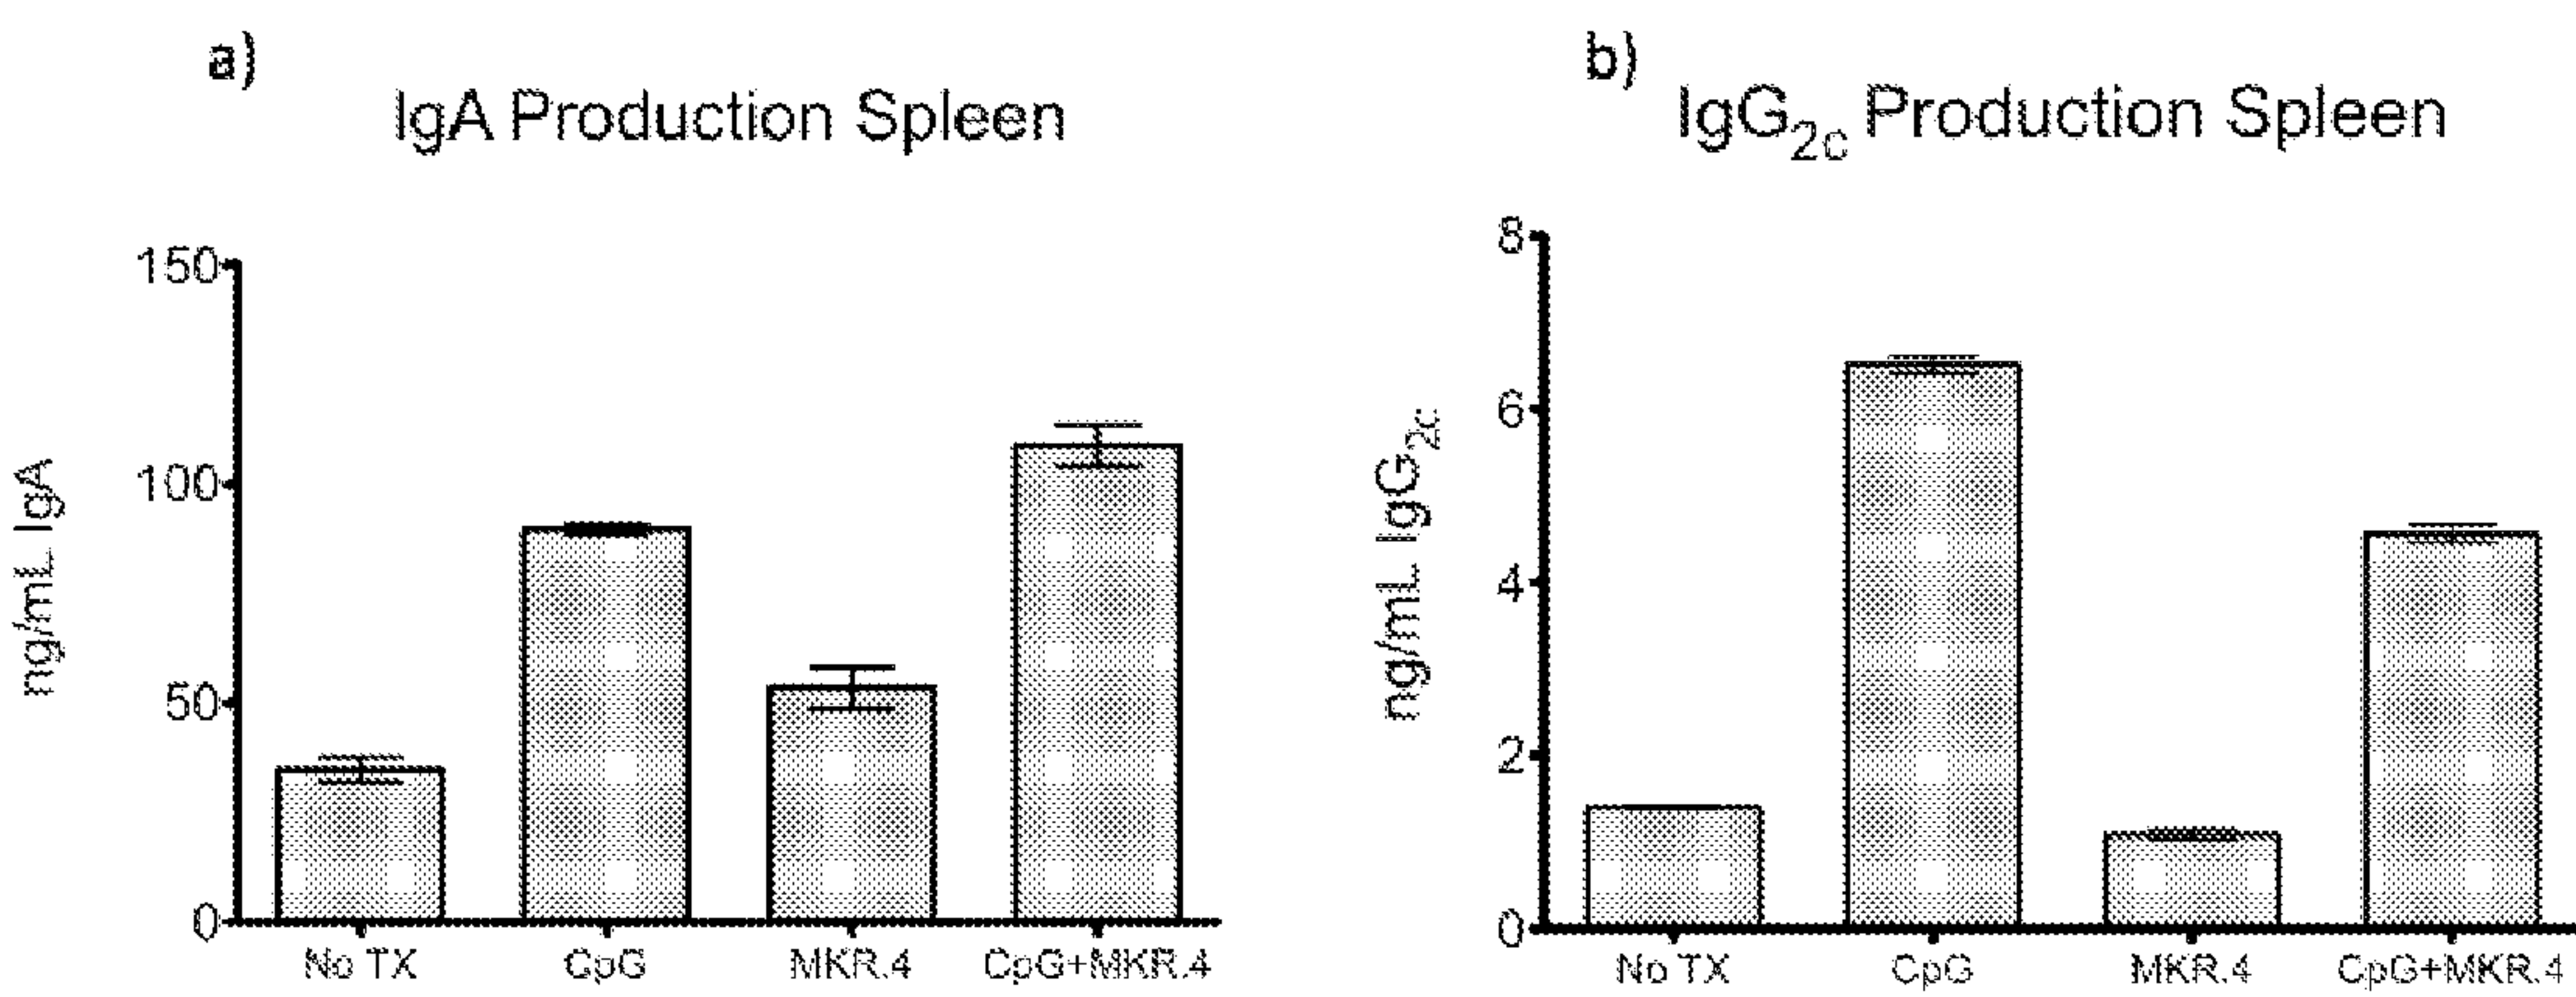 a)
IgA Production Spleen
ng/mL IgA
150
100
50
0
No TX CpG MKR.4 CpG+MKR.4
b)
IgG2c Production Spleen
ng/mL IgG2c
8
6
4
2
0
No TX CpG MKR.4 CpG+MKR.4